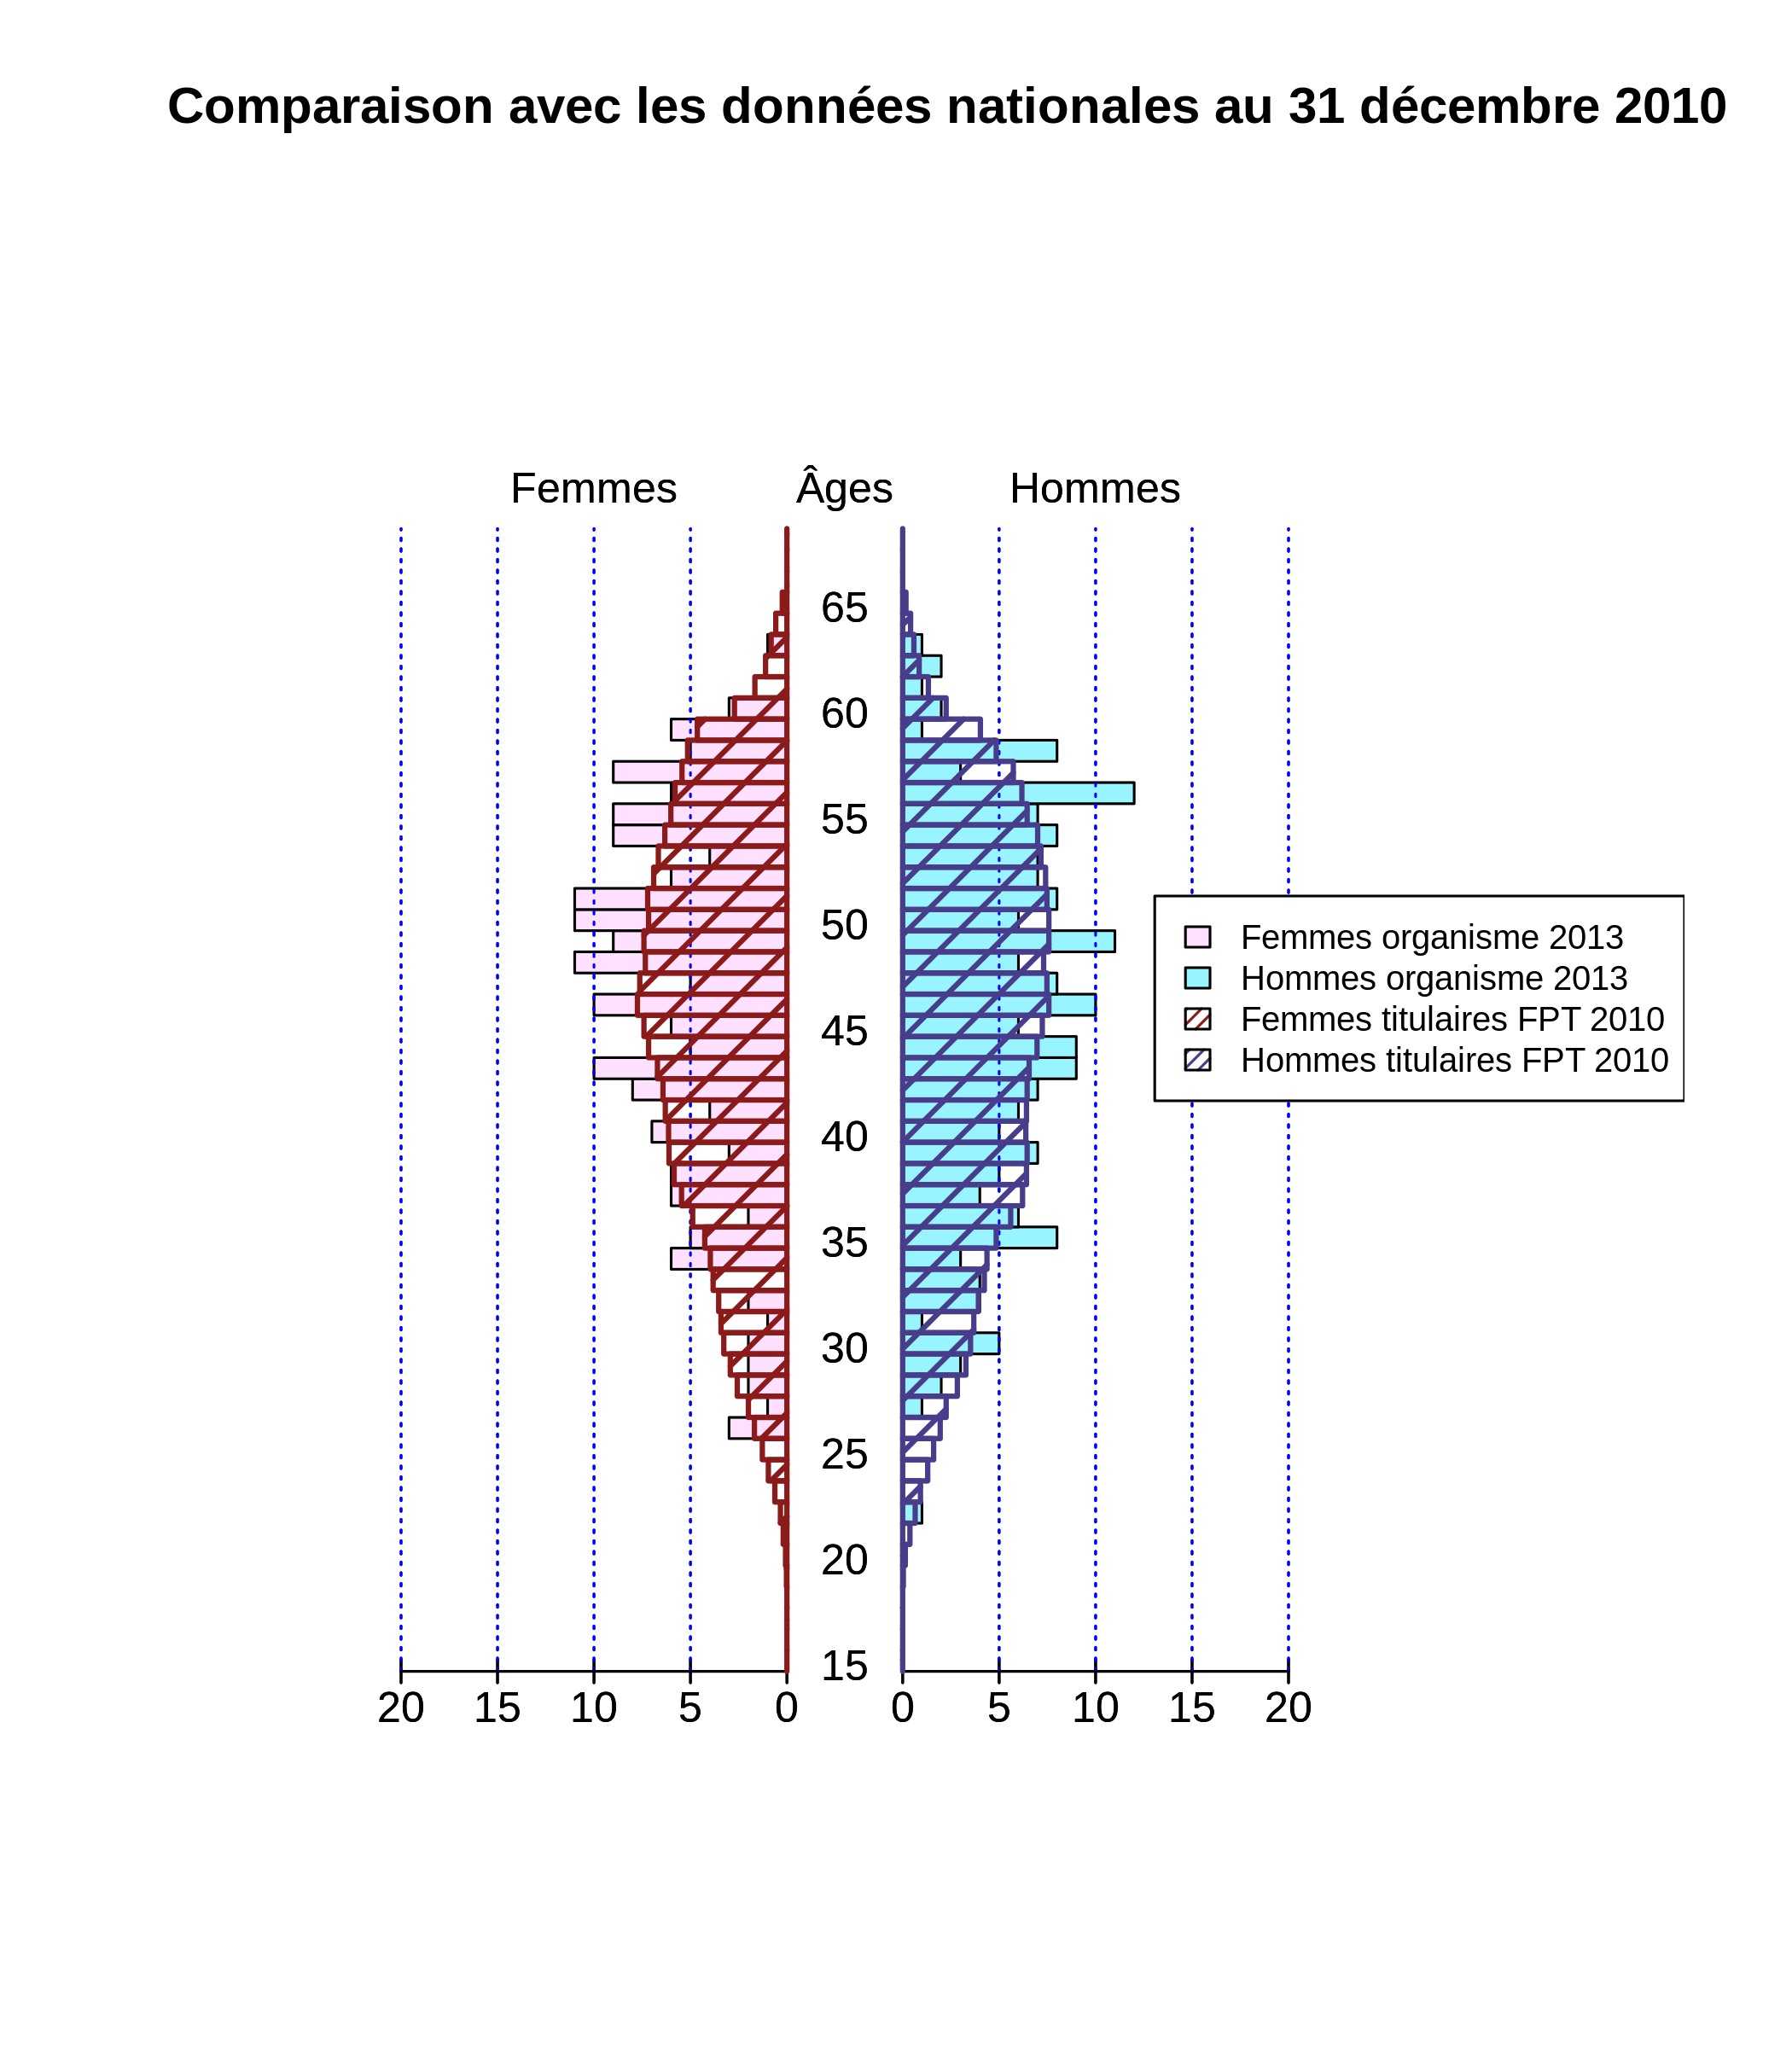 Comparaison avec les données nationales au 31 décembre 2010
Femmes Âges Hommes
65
60
55
50
45
40
35
30
25
20
15
Femmes organisme 2013
Hommes organisme 2013
Femmes titulaires FPT 2010
Hommes titulaires FPT 2010
20 15 10 5 0 0 5 10 15 20